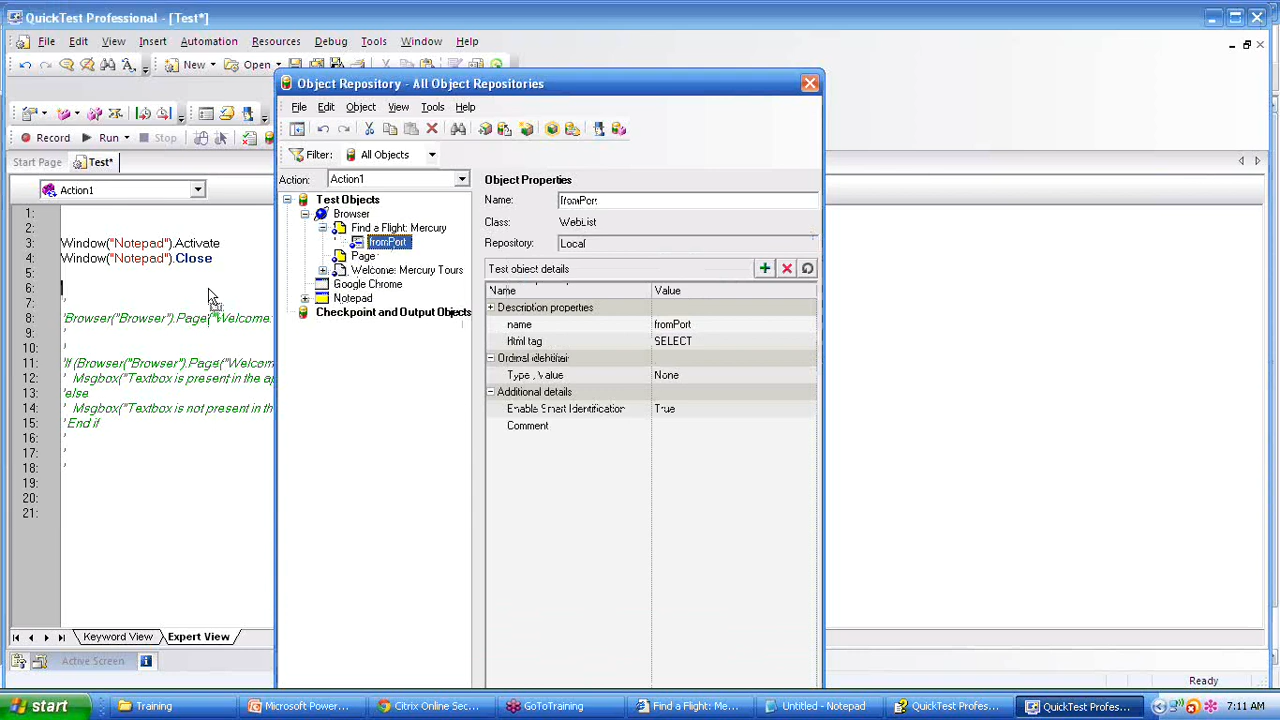 QuickTest Professional - [Test*]
File Edit View Insert Automation Resources Debug Tools Window Help
New Open
Record Run Stop
Start Page Test*
Action1
1:
2:
3: Window("Notepad").Activate
4: Window("Notepad").Close
5:
6:
7: '
8: 'Browser("Browser").Page("Welcome:
9: '
10: '
11: 'If (Browser("Browser").Page("Welcom
12: ' Msgbox("Textbox is present in the ap
13: 'else
14: ' Msgbox("Textbox is not present in th
15: ' End if
16: '
17: '
18: '
19:
20:
21:
Keyword View Expert View
Active Screen
Object Repository - All Object Repositories
File Edit Object View Tools Help
Filter: All Objects
Action: Action1
Test Objects
Browser
Find a Flight: Mercury
fromPort
Page
Welcome: Mercury Tours
Google Chrome
Notepad
Checkpoint and Output Objects
Object Properties
Name: fromPort
Class: WebList
Repository: Local
Test object details
Name Value
Description properties
name fromPort
Html tag SELECT
Ordinal identifier
Type, Value None
Additional details
Enable Smart Identification True
Comment
Ready
start Training Microsoft Power... Citrix Online Sec... GoToTraining Find a Flight: Me... Untitled - Notepad QuickTest Profes... QuickTest Profes... 7:11 AM